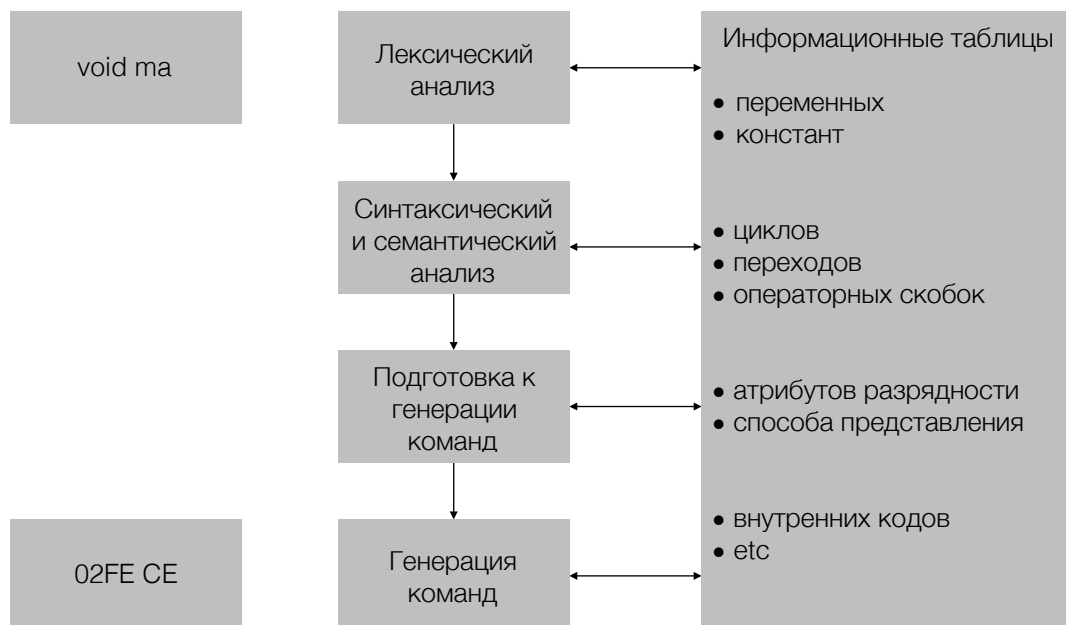 void ma
Лексический
анализ
Синтаксический
и семантический
анализ
Подготовка к
генерации
команд
02FE CE
Генерация
команд
Информационные таблицы
• переменных
• констант
• циклов
• переходов
• операторных скобок
• атрибутов разрядности
• способа представления
• внутренних кодов
• etc